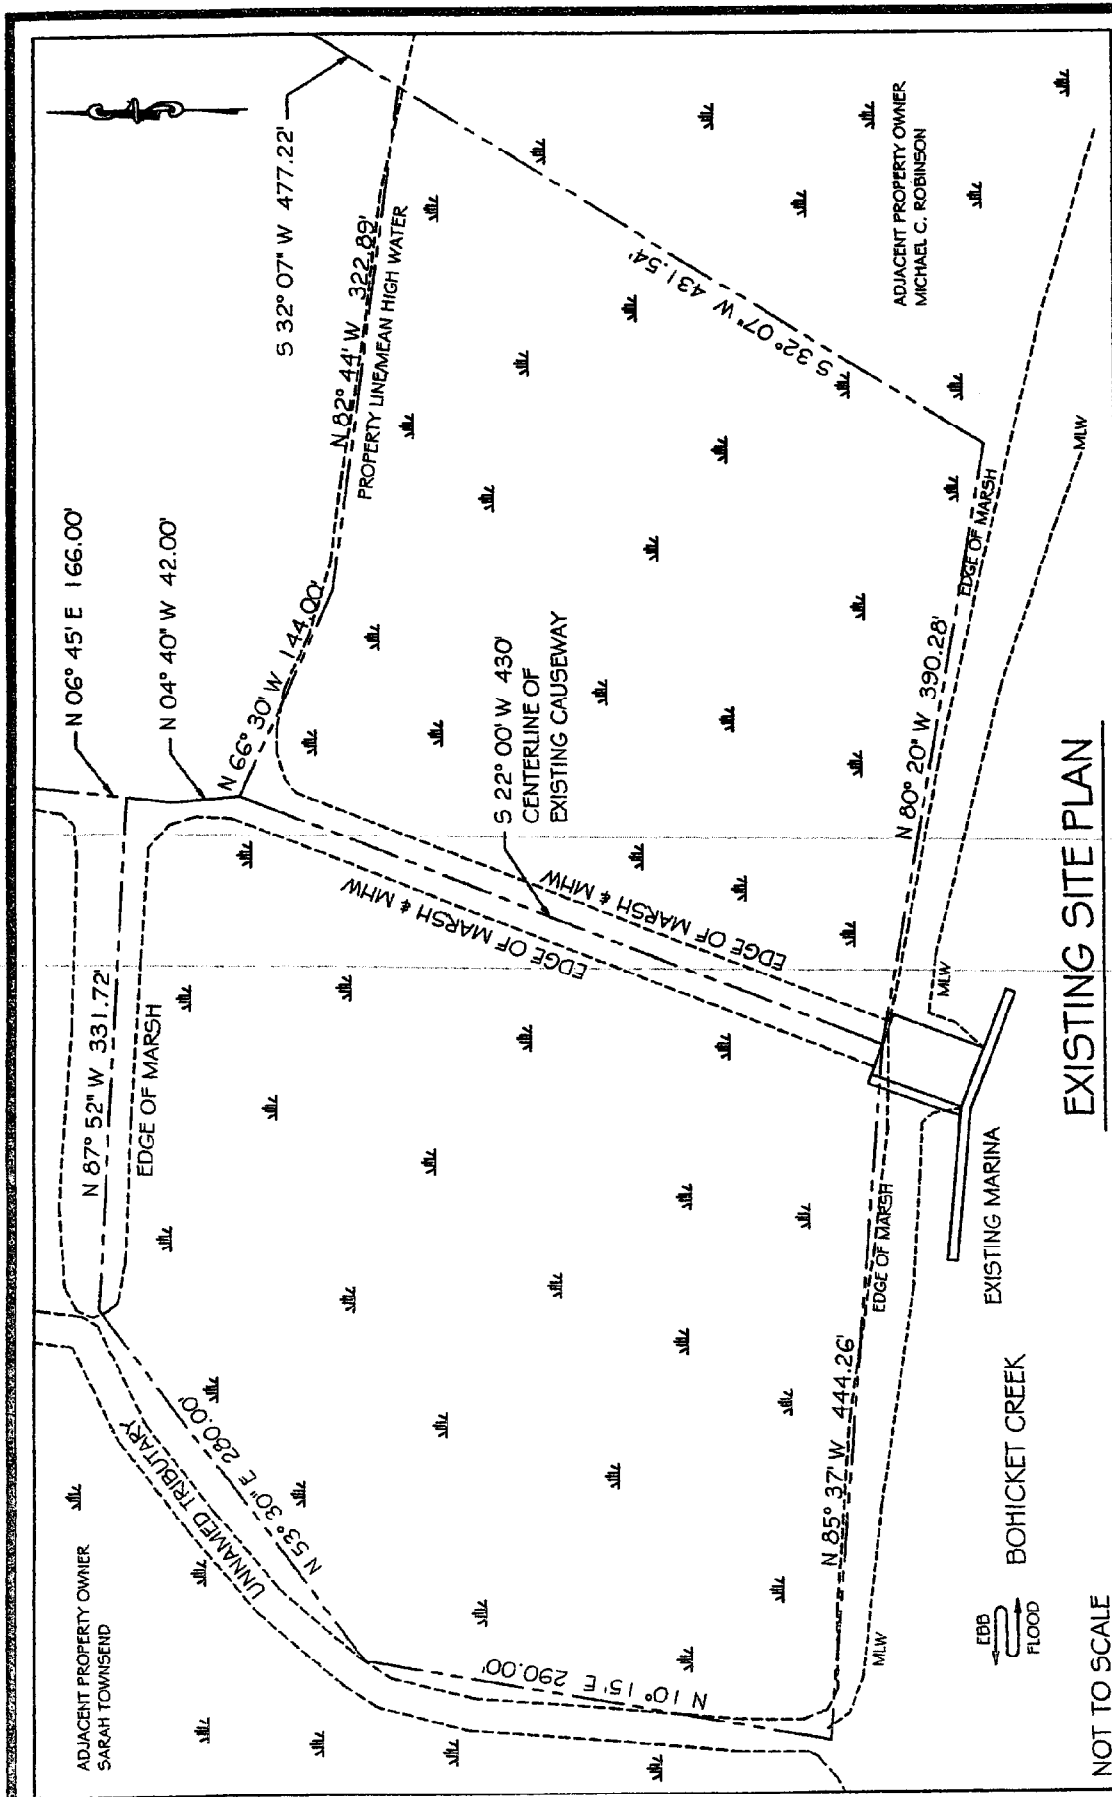 S 32° 07" W 477.22'
N 82° 44' W 322.89'
PROPERTY LINE/MEAN HIGH WATER
N 06° 45' E 166.00'
N 04° 40" W 42.00'
N 66° 30' W 144.00'
S 32° 07" W 431.54'
ADJACENT PROPERTY OWNER
MICHAEL C. ROBINSON
S 22° 00' W 430'
CENTERLINE OF
EXISTING CAUSEWAY
EDGE OF MARSH & MHW
EDGE OF MARSH & MHW
N 87° 52" W 331.72'
EDGE OF MARSH
N 80° 20" W 390.28'
EDGE OF MARSH
MLW
MLW
ADJACENT PROPERTY OWNER
SARAH TOWNSEND
UNNAMED TRIBUTARY
N 53° 30" E 280.00'
N 10° 15' E 290.00'
N 85° 37' W 444.26'
EDGE OF MARSH
MLW
EXISTING MARINA
EBB
FLOOD
BOHICKET CREEK
NOT TO SCALE
EXISTING SITE PLAN